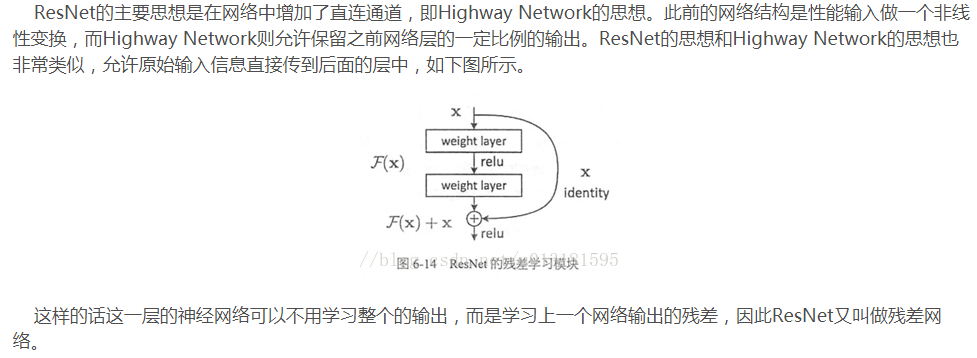 ResNet的主要思想是在网络中增加了直连通道，即Highway Network的思想。此前的网络结构是性能输入做一个非线
性变换，而Highway Network则允许保留之前网络层的一定比例的输出。ResNet的思想和Highway Network的思想也
非常类似，允许原始输入信息直接传到后面的层中，如下图所示。
x
weight layer
F(x)
relu
x
weight layer
identity
F(x) + x
relu
图 6-14 ResNet 的残差学习模块
这样的话这一层的神经网络可以不用学习整个的输出，而是学习上一个网络输出的残差，因此ResNet又叫做残差网
络。